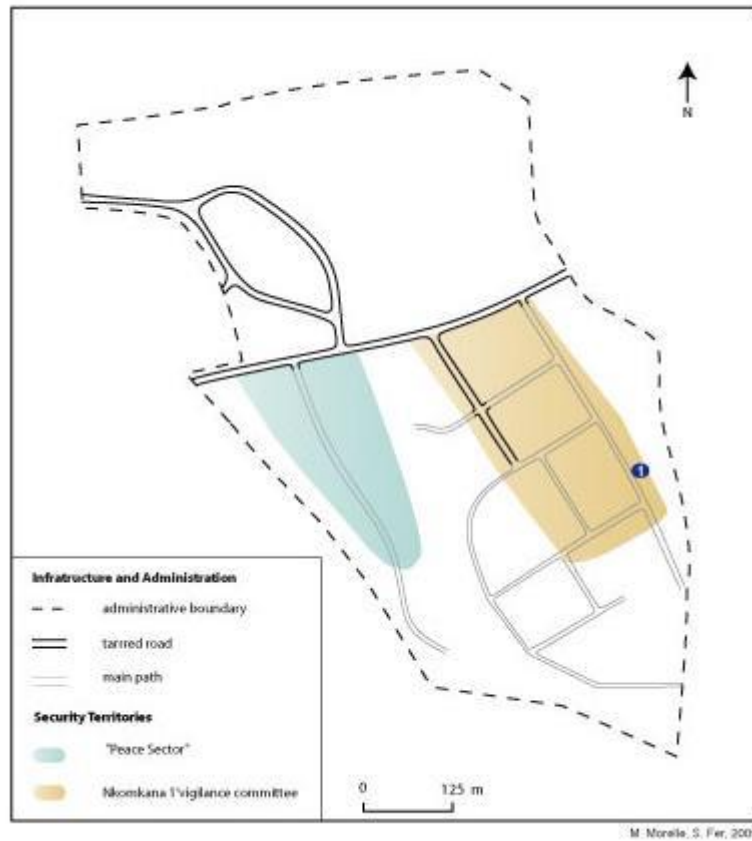 N
1
Infratructure and Administration
administrative boundary
tarrred road
main path
Security Territories
"Peace Sector"
Nkomkana 1'vigilance committee
0 125 m
M Morelle, S. Fer, 200